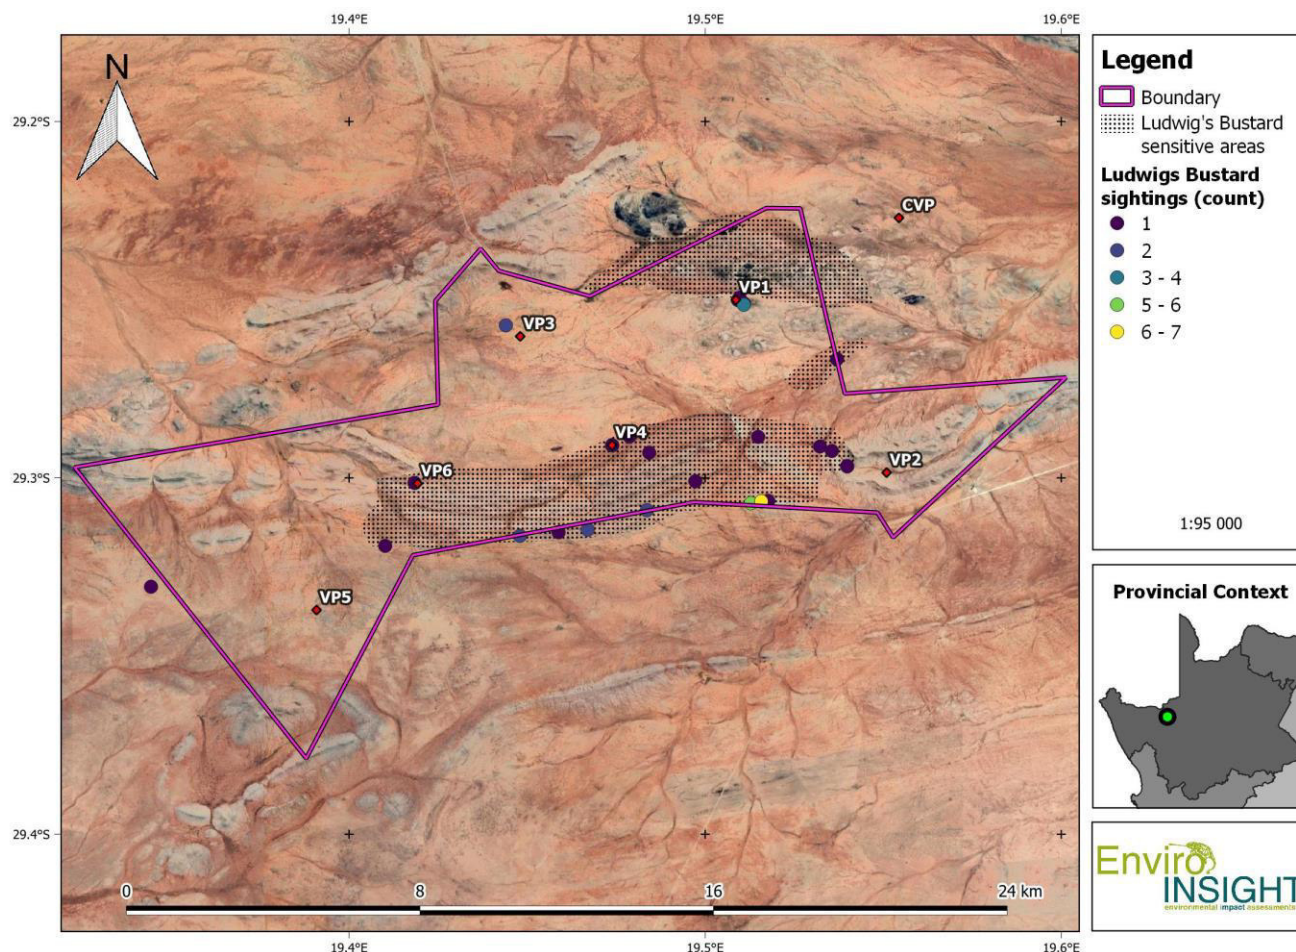 19.4°E
19.5°E
19.6°E
N
29.2°S
CVP
VP1
VP3
VP4
VP6
29.3°S
VP2
VP5
29.4°S
0
8
16
24 km
19.4°E
19.5°E
19.6°E
Legend
Boundary
Ludwig's Bustard
sensitive areas
Ludwigs Bustard
sightings (count)
1
2
3 - 4
5 - 6
6 - 7
1:95 000
Provincial Context
Enviro
INSIGHT
environmental impact assessments